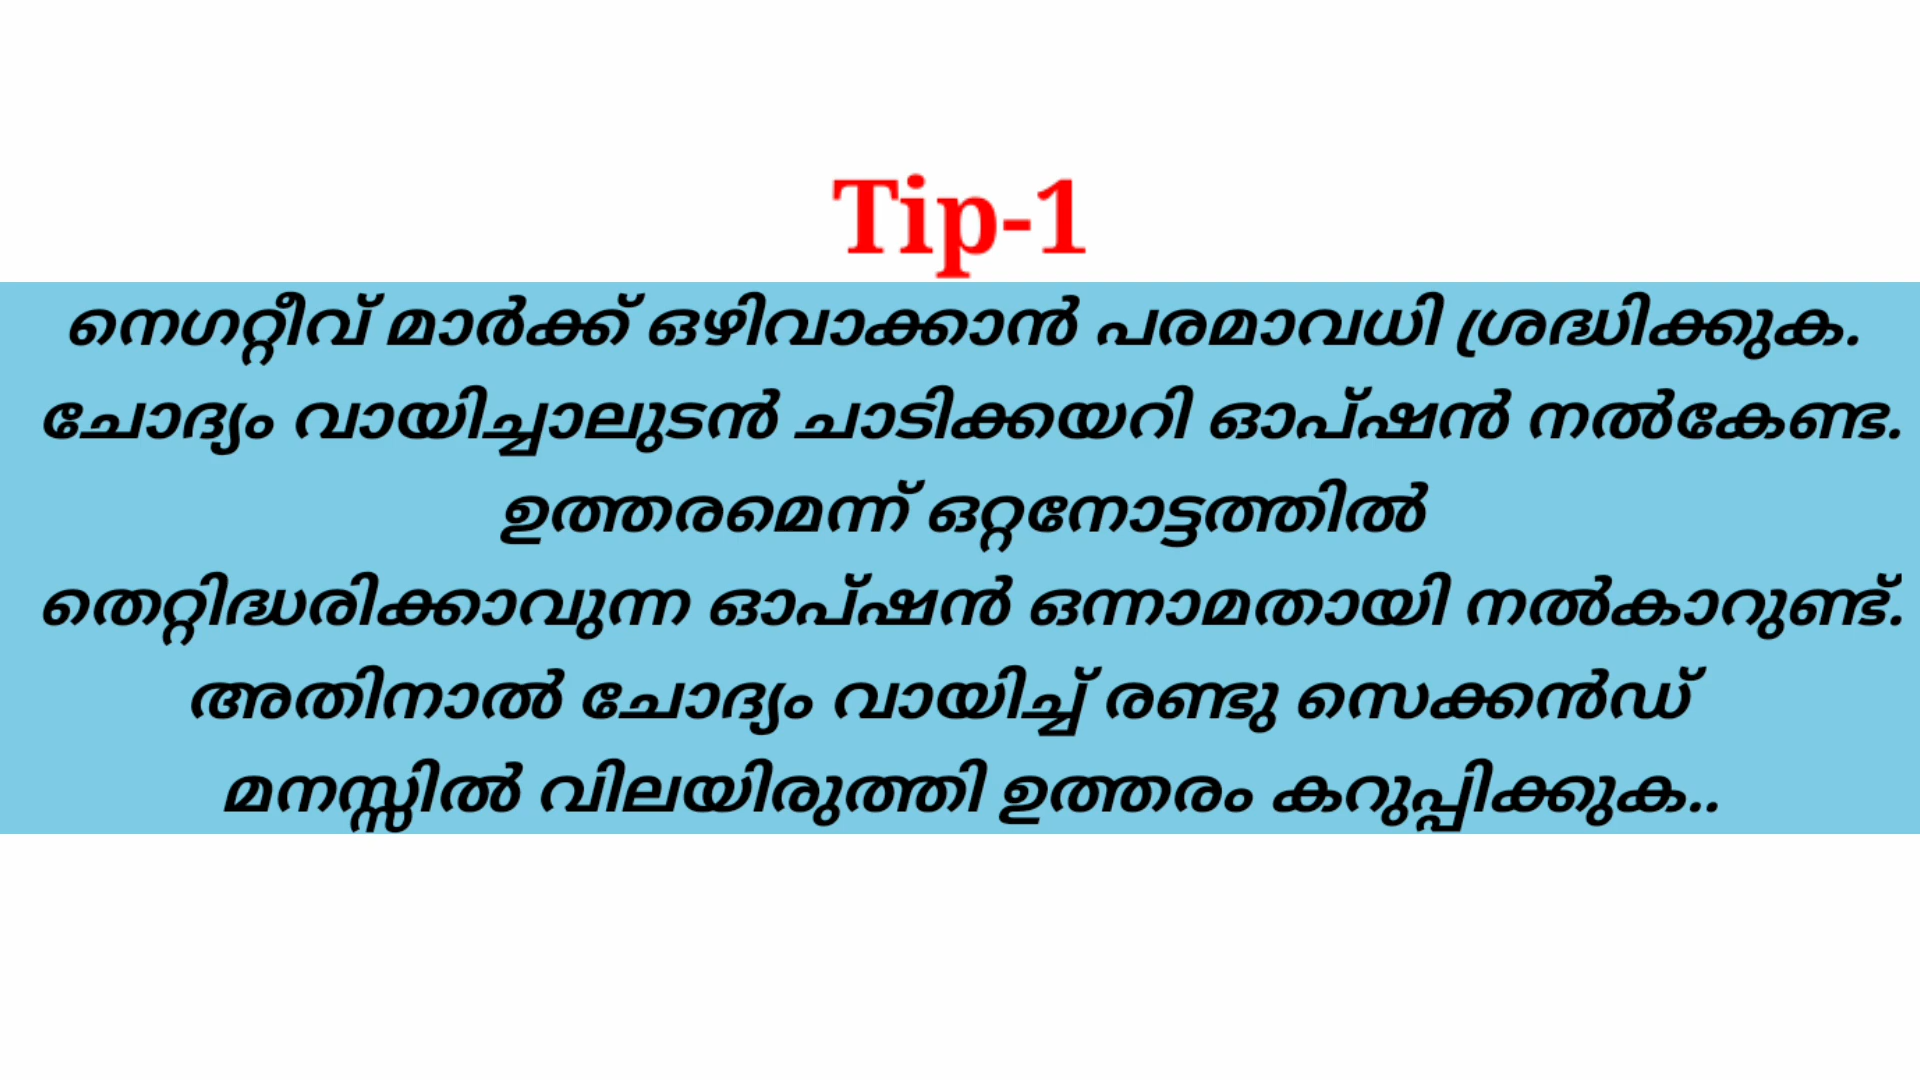 Tip-1
നെഗറ്റീവ് മാർക്ക് ഒഴിവാക്കാൻ പരമാവധി ശ്രദ്ധിക്കുക.
ചോദ്യം വായിച്ചാലുടൻ ചാടിക്കയറി ഓപ്ഷൻ നൽകേണ്ട.
ഉത്തരമെന്ന് ഒറ്റനോട്ടത്തിൽ
തെറ്റിദ്ധരിക്കാവുന്ന ഓപ്ഷൻ ഒന്നാമതായി നൽകാറുണ്ട്.
അതിനാൽ ചോദ്യം വായിച്ച് രണ്ടു സെക്കൻഡ്
മനസ്സിൽ വിലയിരുത്തി ഉത്തരം കറുപ്പിക്കുക..